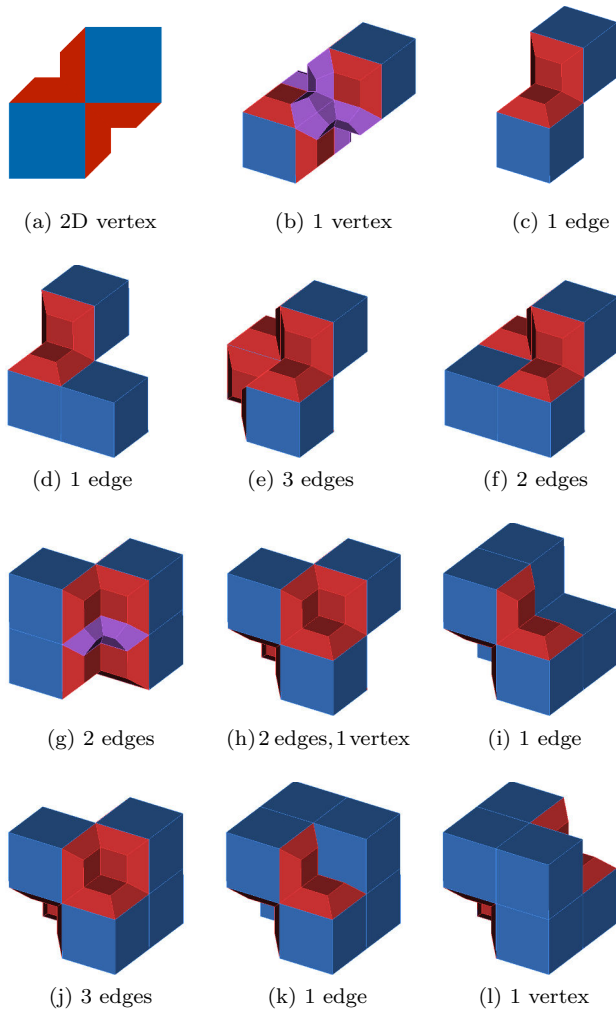 (a) 2D vertex
(b) 1 vertex
(c) 1 edge
(d) 1 edge
(e) 3 edges
(f) 2 edges
(g) 2 edges
(h) 2 edges, 1 vertex
(i) 1 edge
(j) 3 edges
(k) 1 edge
(l) 1 vertex